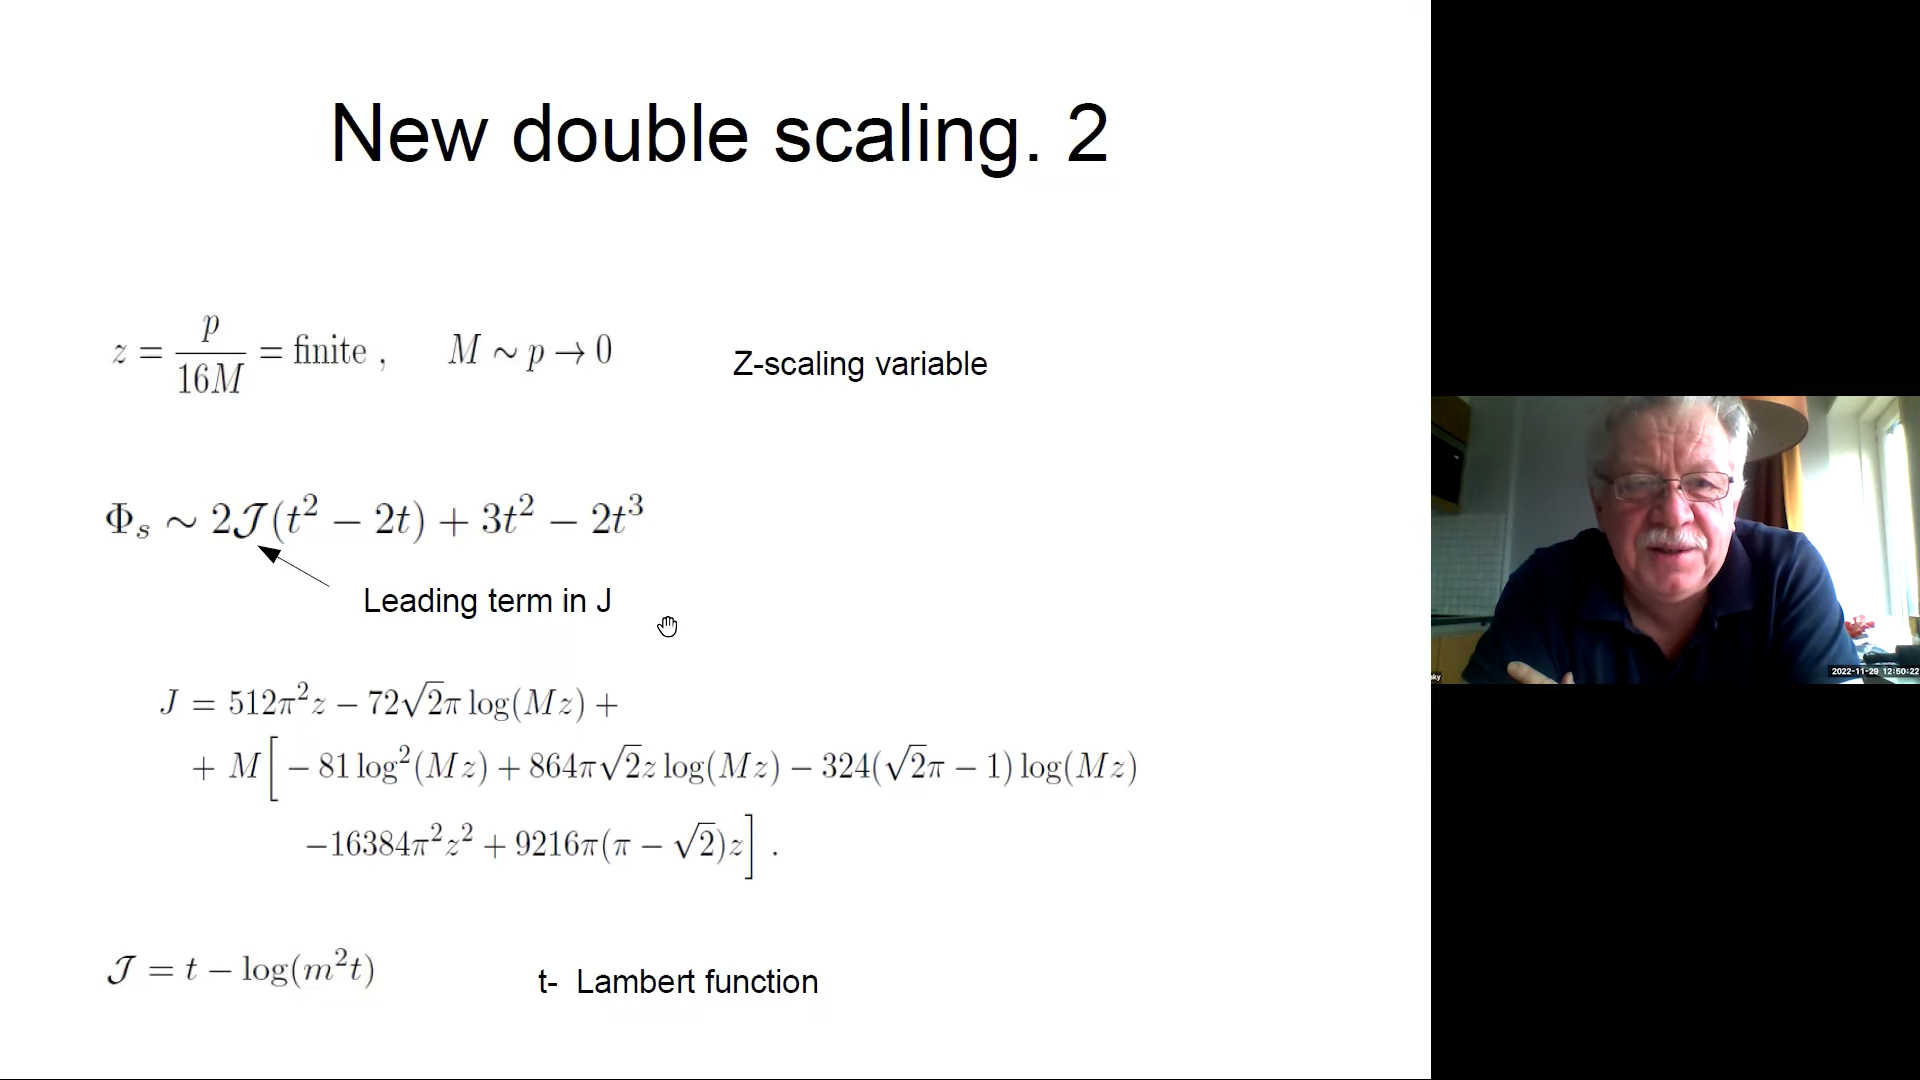 New double scaling. 2
z = p/(16M) = finite ,   M ∼ p → 0
Z-scaling variable
Φₛ ∼ 2𝒥(t² − 2t) + 3t² − 2t³
Leading term in J
J = 512π²z − 72√2π log(Mz) +
+ M[ − 81 log²(Mz) + 864π√2z log(Mz) − 324(√2π − 1) log(Mz)
−16384π²z² + 9216π(π − √2)z] .
𝒥 = t − log(m²t)
t- Lambert function
sky
2022-11-29 12:50:22